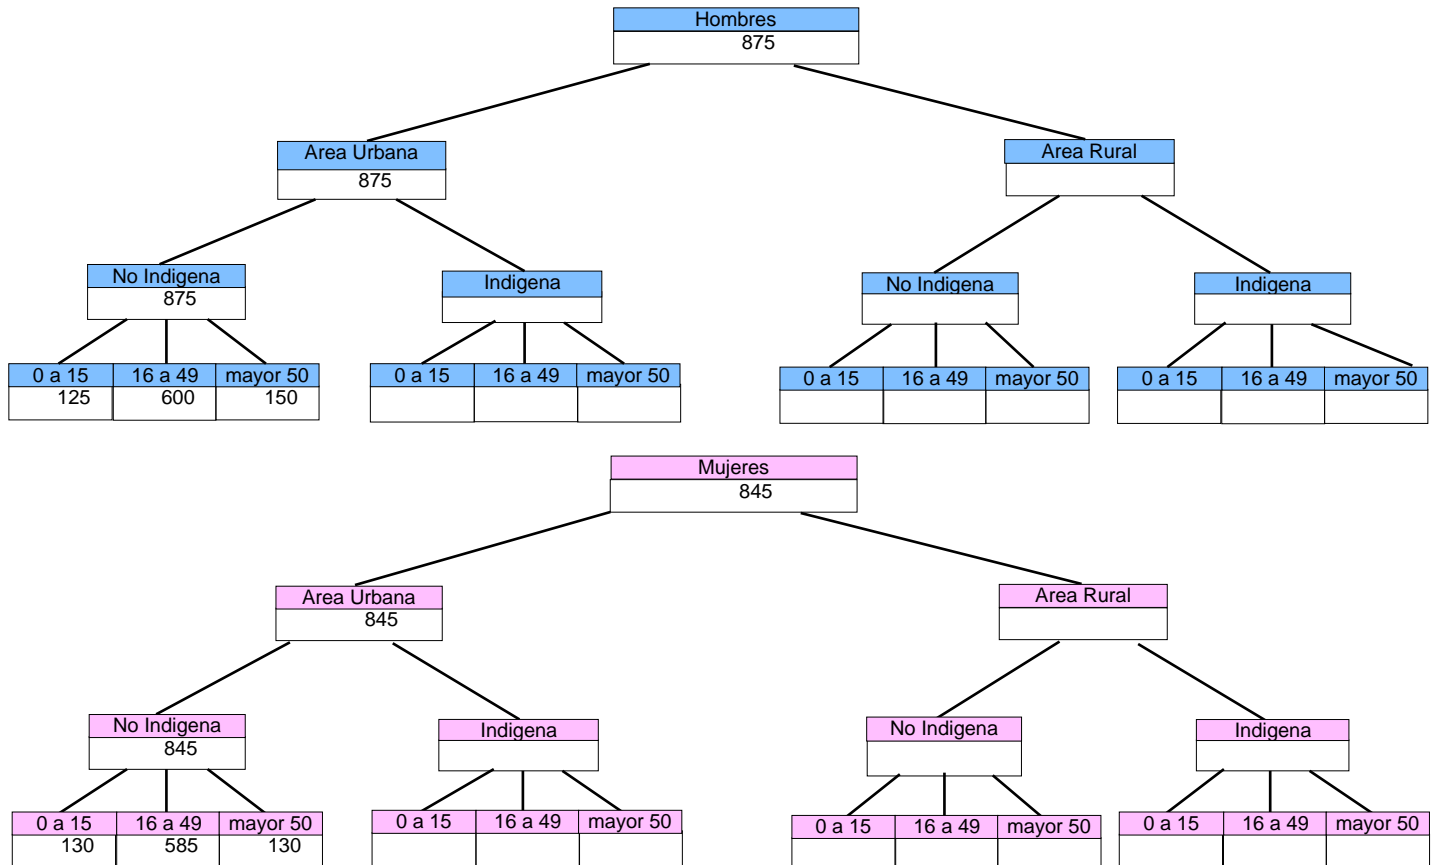 Hombres
875
Area Urbana
Area Rural
875
No Indigena
Indigena
No Indigena
Indigena
875
0 a 15 16 a 49 mayor 50
0 a 15 16 a 49 mayor 50
0 a 15 16 a 49 mayor 50
0 a 15 16 a 49 mayor 50
125 600 150
Mujeres
845
Area Urbana
Area Rural
845
No Indigena
Indigena
No Indigena
Indigena
845
0 a 15 16 a 49 mayor 50
0 a 15 16 a 49 mayor 50
0 a 15 16 a 49 mayor 50
0 a 15 16 a 49 mayor 50
130 585 130